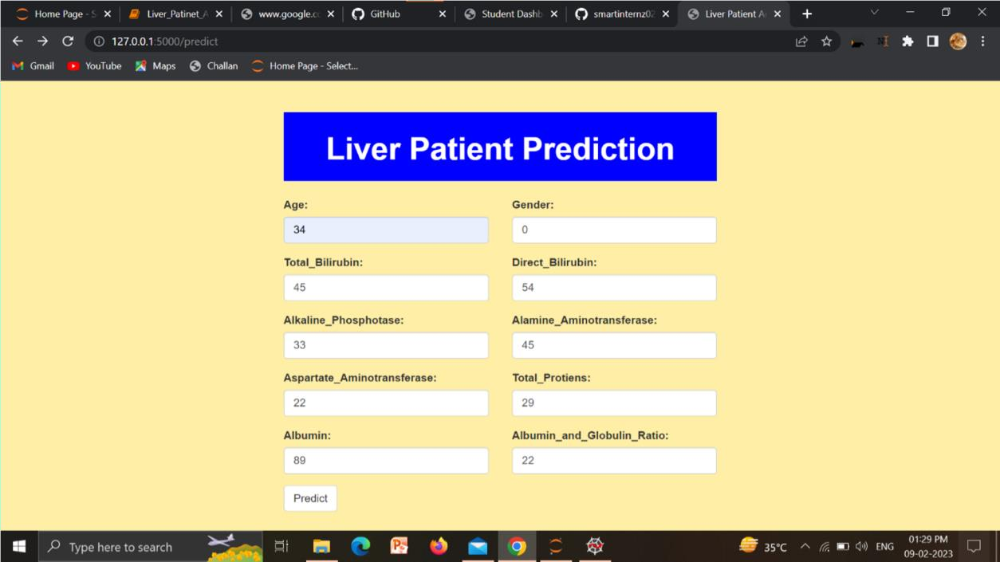 Home Page - S
Liver_Patinet_A
www.google.co
GitHub
Student Dashb
smartinternz02
Liver Patient A
127.0.0.1:5000/predict
Gmail YouTube Maps Challan Home Page - Select...
Liver Patient Prediction
Age: Gender:
34 0
Total_Bilirubin: Direct_Bilirubin:
45 54
Alkaline_Phosphotase: Alamine_Aminotransferase:
33 45
Aspartate_Aminotransferase: Total_Protiens:
22 29
Albumin: Albumin_and_Globulin_Ratio:
89 22
Predict
Type here to search
35°C
ENG
01:29 PM
09-02-2023